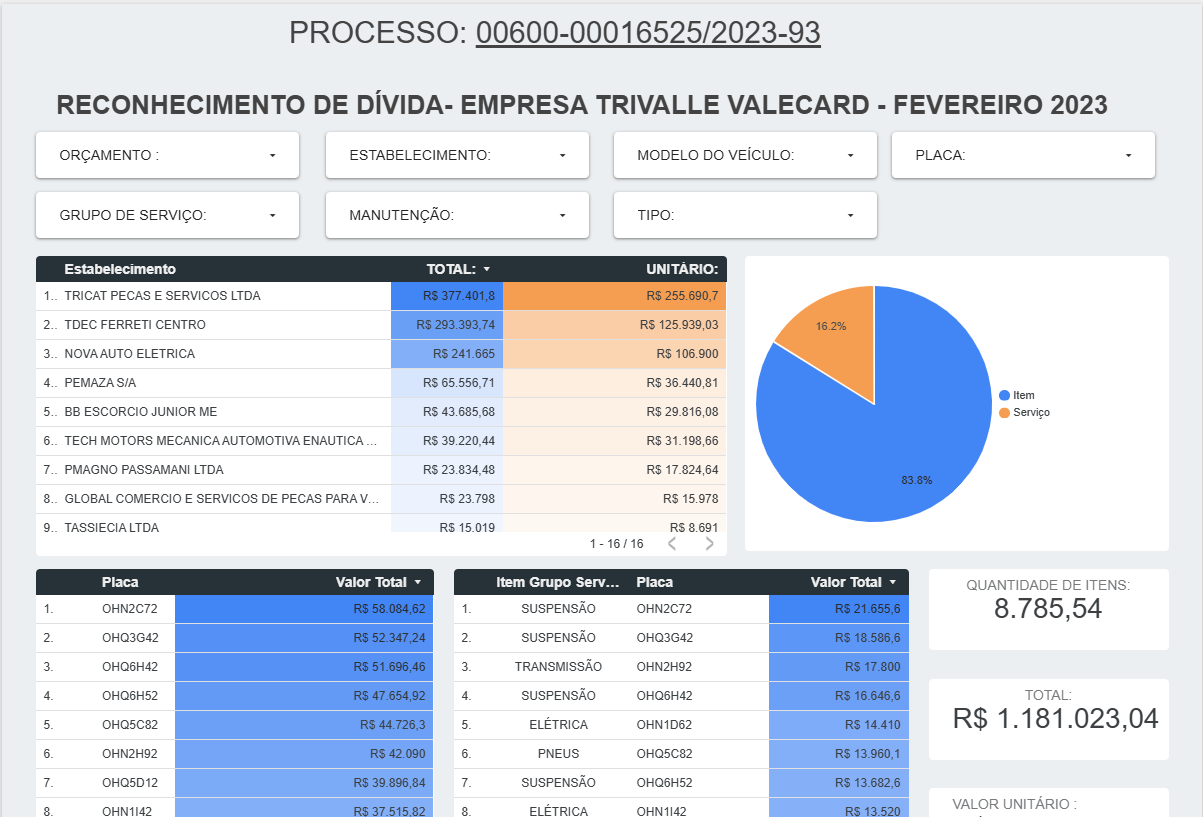 PROCESSO: 00600-00016525/2023-93
RECONHECIMENTO DE DÍVIDA- EMPRESA TRIVALLE VALECARD - FEVEREIRO 2023
ORÇAMENTO : ESTABELECIMENTO: MODELO DO VEÍCULO: PLACA:
GRUPO DE SERVIÇO: MANUTENÇÃO: TIPO:
Estabelecimento TOTAL: UNITÁRIO:
1.. TRICAT PECAS E SERVICOS LTDA R$ 377.401,8 R$ 255.690,7
2.. TDEC FERRETI CENTRO R$ 293.393,74 R$ 125.939,03
3.. NOVA AUTO ELETRICA R$ 241.665 R$ 106.900
4.. PEMAZA S/A R$ 65.556,71 R$ 36.440,81
5.. BB ESCORCIO JUNIOR ME R$ 43.685,68 R$ 29.816,08
6.. TECH MOTORS MECANICA AUTOMOTIVA ENAUTICA ... R$ 39.220,44 R$ 31.198,66
7.. PMAGNO PASSAMANI LTDA R$ 23.834,48 R$ 17.824,64
8.. GLOBAL COMERCIO E SERVICOS DE PECAS PARA V... R$ 23.798 R$ 15.978
9.. TASSIECIA LTDA R$ 15.019 R$ 8.691
1 - 16 / 16
16.2%
83.8%
Item
Serviço
Placa Valor Total
1. OHN2C72 R$ 58.084,62
2. OHQ3G42 R$ 52.347,24
3. OHQ6H42 R$ 51.696,46
4. OHQ6H52 R$ 47.654,92
5. OHQ5C82 R$ 44.726,3
6. OHN2H92 R$ 42.090
7. OHQ5D12 R$ 39.896,84
8. OHN1I42 R$ 37.515,82
Item Grupo Serv... Placa Valor Total
1. SUSPENSÃO OHN2C72 R$ 21.655,6
2. SUSPENSÃO OHQ3G42 R$ 18.586,6
3. TRANSMISSÃO OHN2H92 R$ 17.800
4. SUSPENSÃO OHQ6H42 R$ 16.646,6
5. ELÉTRICA OHN1D62 R$ 14.410
6. PNEUS OHQ5C82 R$ 13.960,1
7. SUSPENSÃO OHQ6H52 R$ 13.682,6
8. ELÉTRICA OHN1I42 R$ 13.520
QUANTIDADE DE ITENS:
8.785,54
TOTAL:
R$ 1.181.023,04
VALOR UNITÁRIO :